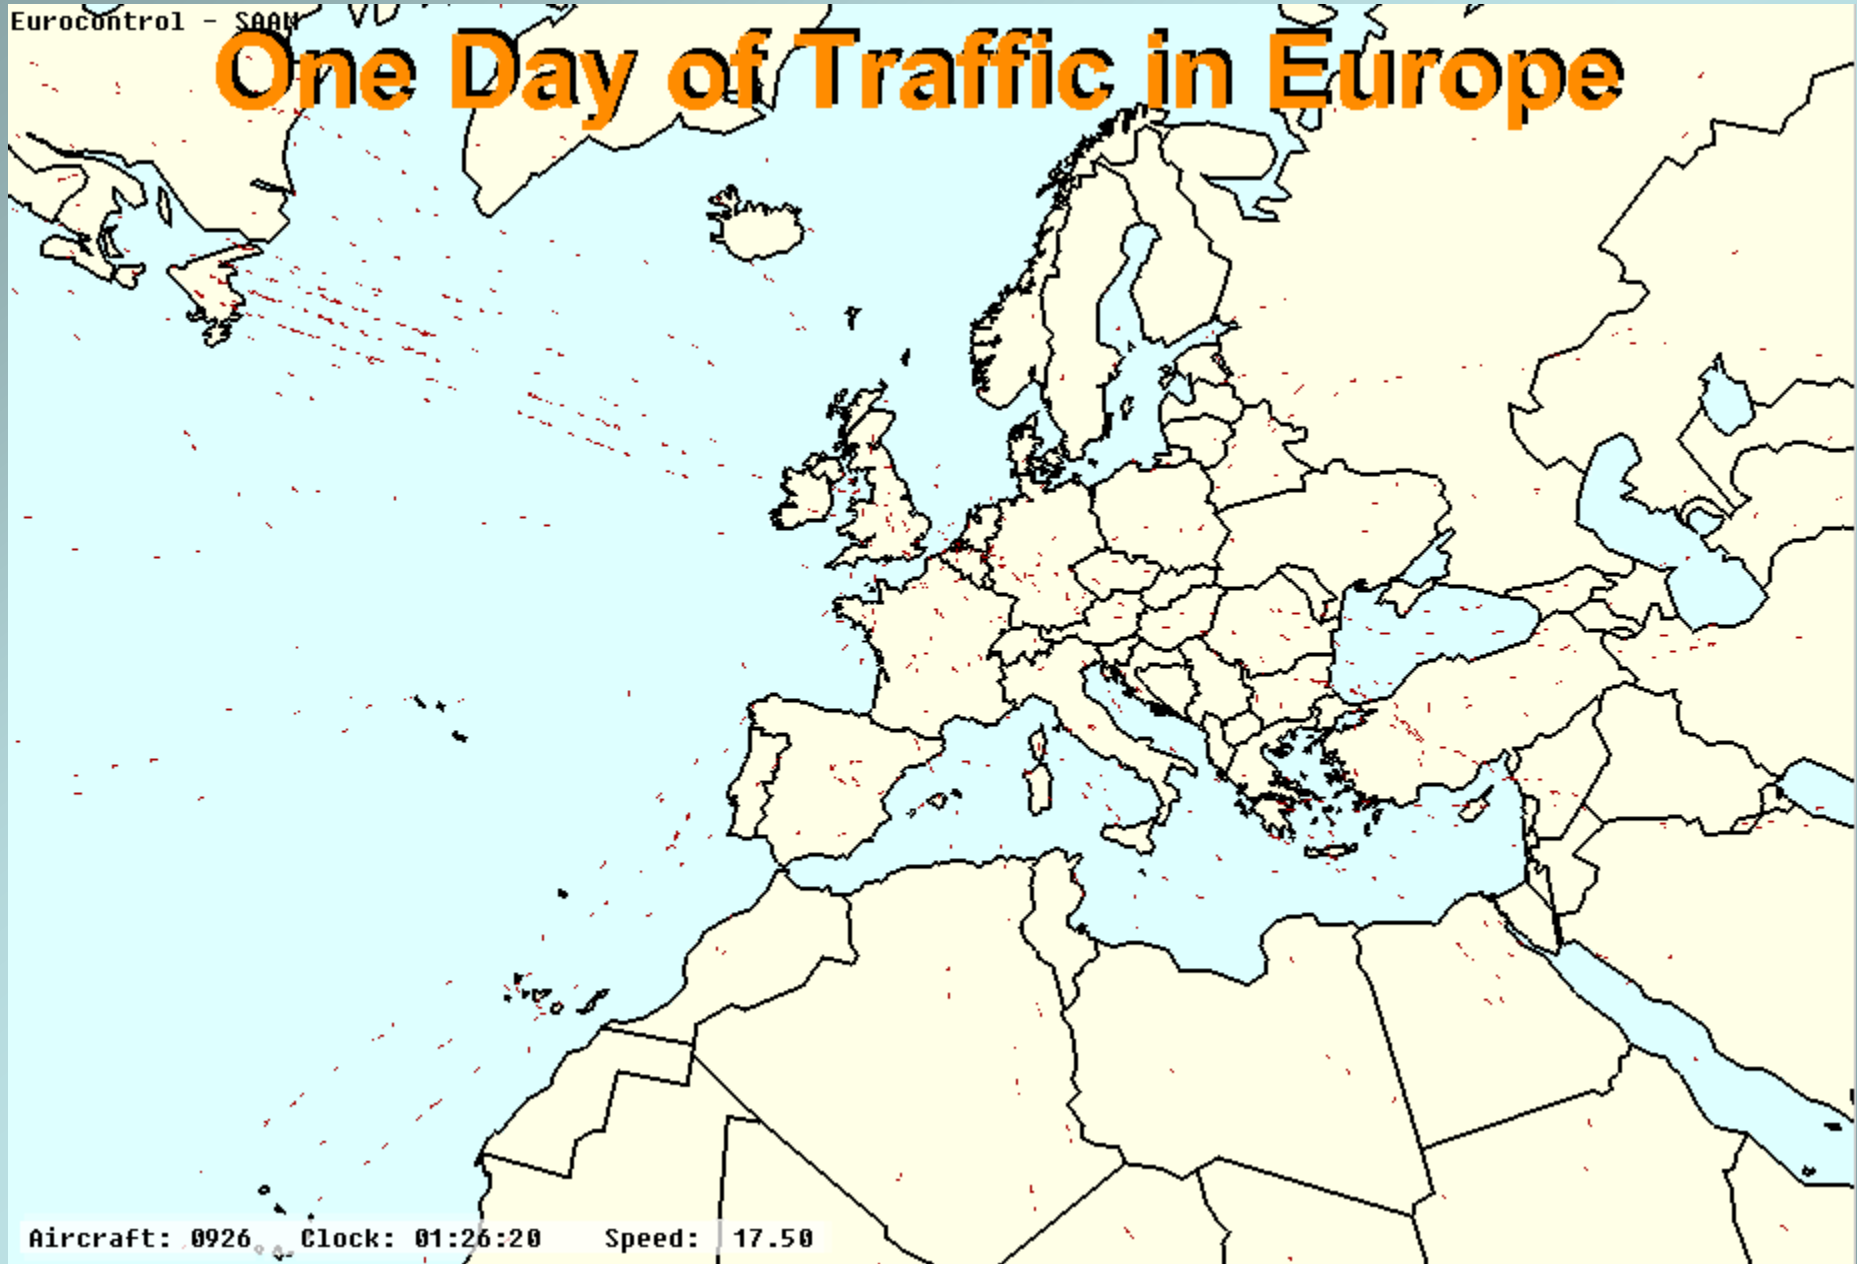 Eurocontrol - SAAM
One Day of Traffic in Europe
Aircraft: 0926 Clock: 01:26:20 Speed: 17.50